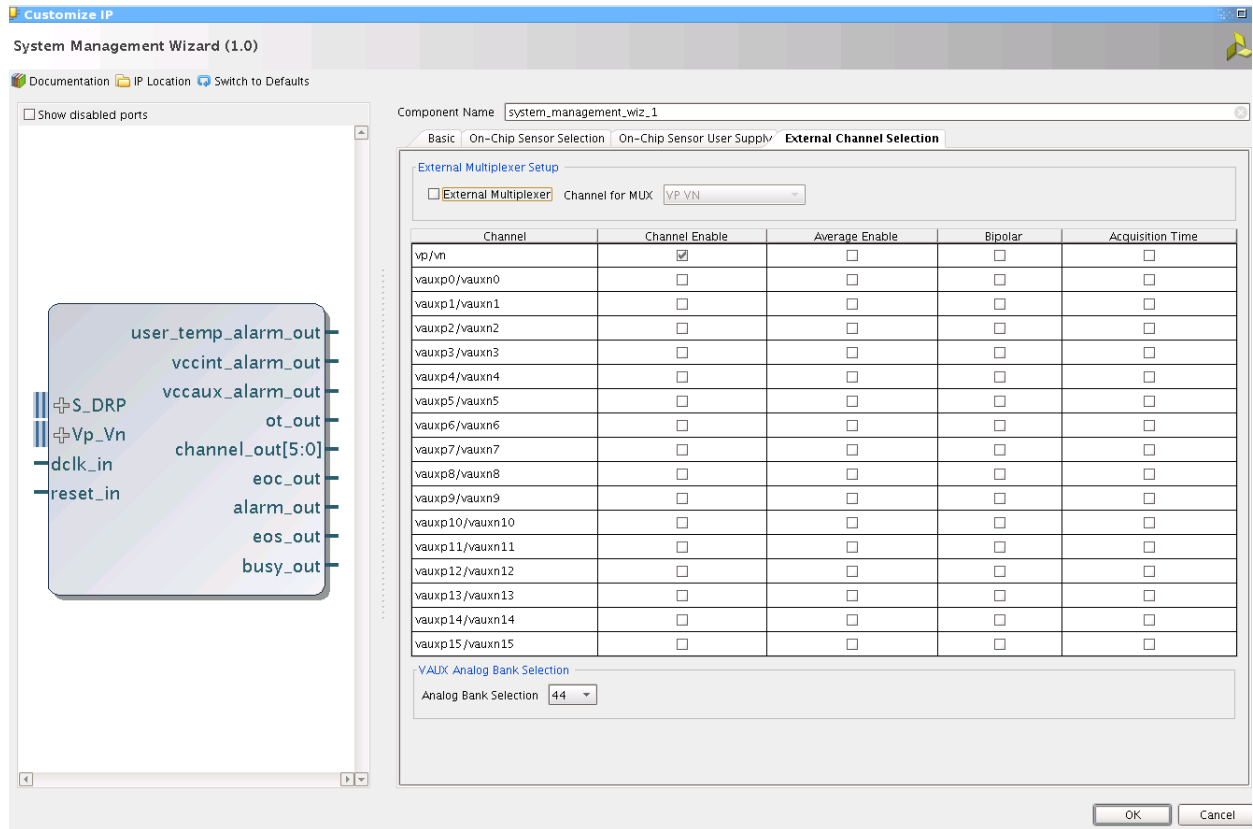 Customize IP
System Management Wizard (1.0)
Documentation IP Location Switch to Defaults
Show disabled ports
user_temp_alarm_out
vccint_alarm_out
vccaux_alarm_out
ot_out
channel_out[5:0]
eoc_out
alarm_out
eos_out
busy_out
S_DRP
Vp_Vn
dclk_in
reset_in
Component Name system_management_wiz_1
Basic On-Chip Sensor Selection On-Chip Sensor User Supply External Channel Selection
External Multiplexer Setup
External Multiplexer Channel for MUX VP VN
Channel Channel Enable Average Enable Bipolar Acquisition Time
vp/vn
vauxp0/vauxn0
vauxp1/vauxn1
vauxp2/vauxn2
vauxp3/vauxn3
vauxp4/vauxn4
vauxp5/vauxn5
vauxp6/vauxn6
vauxp7/vauxn7
vauxp8/vauxn8
vauxp9/vauxn9
vauxp10/vauxn10
vauxp11/vauxn11
vauxp12/vauxn12
vauxp13/vauxn13
vauxp14/vauxn14
vauxp15/vauxn15
VAUX Analog Bank Selection
Analog Bank Selection 44
OK Cancel